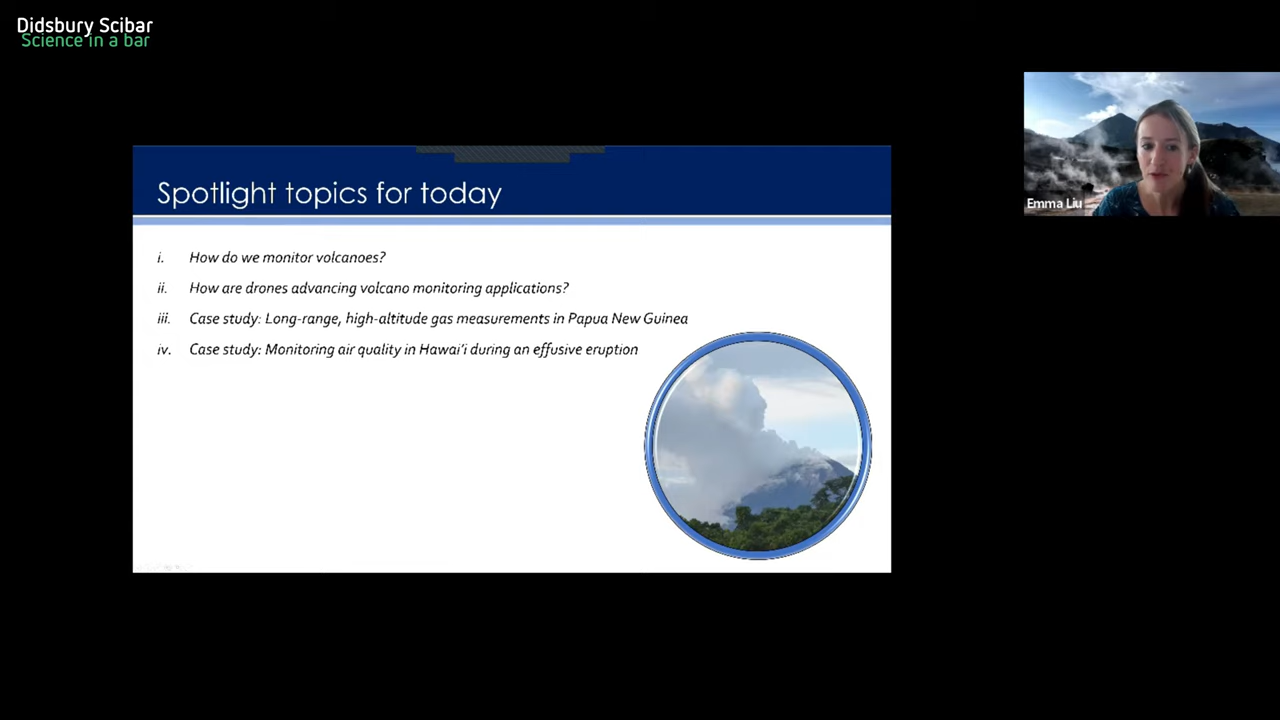 Didsbury Scibar
Science in a bar
Emma Liu
Spotlight topics for today
i. How do we monitor volcanoes?
ii. How are drones advancing volcano monitoring applications?
iii. Case study: Long-range, high-altitude gas measurements in Papua New Guinea
iv. Case study: Monitoring air quality in Hawai'i during an effusive eruption